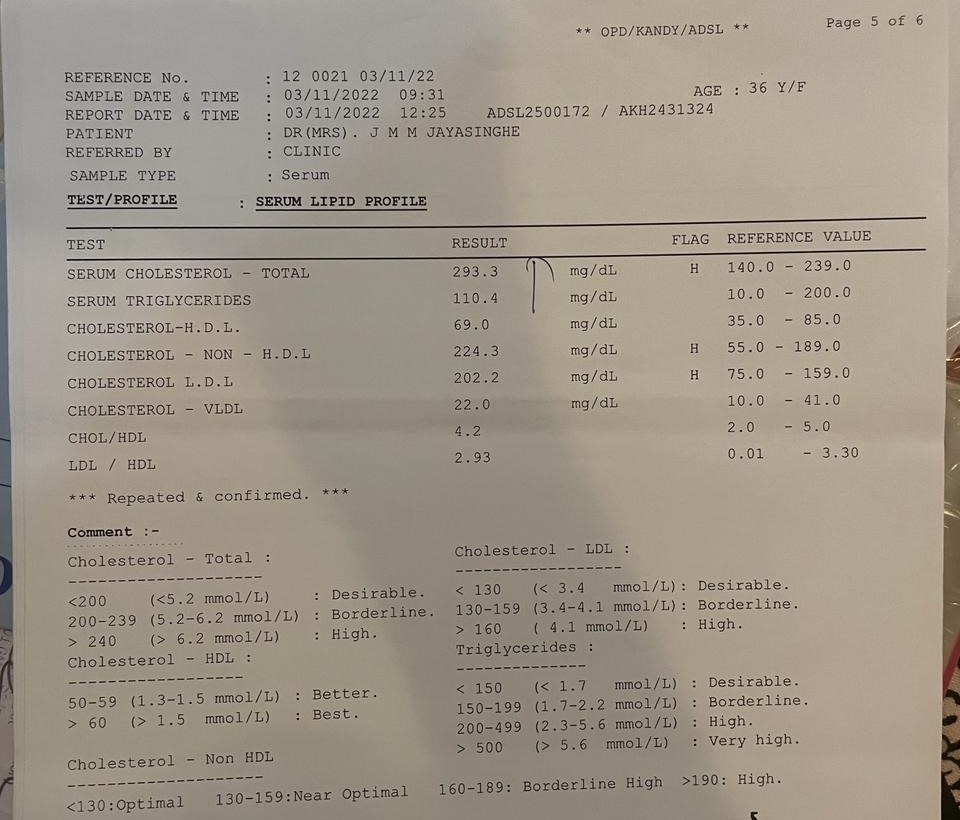 ** OPD/KANDY/ADSL ** Page 5 of 6
REFERENCE No. : 12 0021 03/11/22
SAMPLE DATE & TIME : 03/11/2022 09:31 AGE : 36 Y/F
REPORT DATE & TIME : 03/11/2022 12:25 ADSL2500172 / AKH2431324
PATIENT : DR(MRS). J M M JAYASINGHE
REFERRED BY : CLINIC
SAMPLE TYPE : Serum
TEST/PROFILE : SERUM LIPID PROFILE
TEST RESULT FLAG REFERENCE VALUE
SERUM CHOLESTEROL - TOTAL 293.3 mg/dL H 140.0 - 239.0
SERUM TRIGLYCERIDES 110.4 mg/dL 10.0 - 200.0
CHOLESTEROL-H.D.L. 69.0 mg/dL 35.0 - 85.0
CHOLESTEROL - NON - H.D.L 224.3 mg/dL H 55.0 - 189.0
CHOLESTEROL L.D.L 202.2 mg/dL H 75.0 - 159.0
CHOLESTEROL - VLDL 22.0 mg/dL 10.0 - 41.0
CHOL/HDL 4.2 2.0 - 5.0
LDL / HDL 2.93 0.01 - 3.30
*** Repeated & confirmed. ***
Comment :-
Cholesterol - Total :
--------------------
<200 (<5.2 mmol/L) : Desirable.
200-239 (5.2-6.2 mmol/L) : Borderline.
> 240 (> 6.2 mmol/L) : High.
Cholesterol - HDL :
------------------
50-59 (1.3-1.5 mmol/L) : Better.
> 60 (> 1.5 mmol/L) : Best.
Cholesterol - LDL :
-----------------
< 130 (< 3.4 mmol/L): Desirable.
130-159 (3.4-4.1 mmol/L): Borderline.
> 160 ( 4.1 mmol/L) : High.
Triglycerides :
--------------
< 150 (< 1.7 mmol/L) : Desirable.
150-199 (1.7-2.2 mmol/L) : Borderline.
200-499 (2.3-5.6 mmol/L) : High.
> 500 (> 5.6 mmol/L) : Very high.
Cholesterol - Non HDL
--------------------
<130:Optimal 130-159:Near Optimal 160-189: Borderline High >190: High.